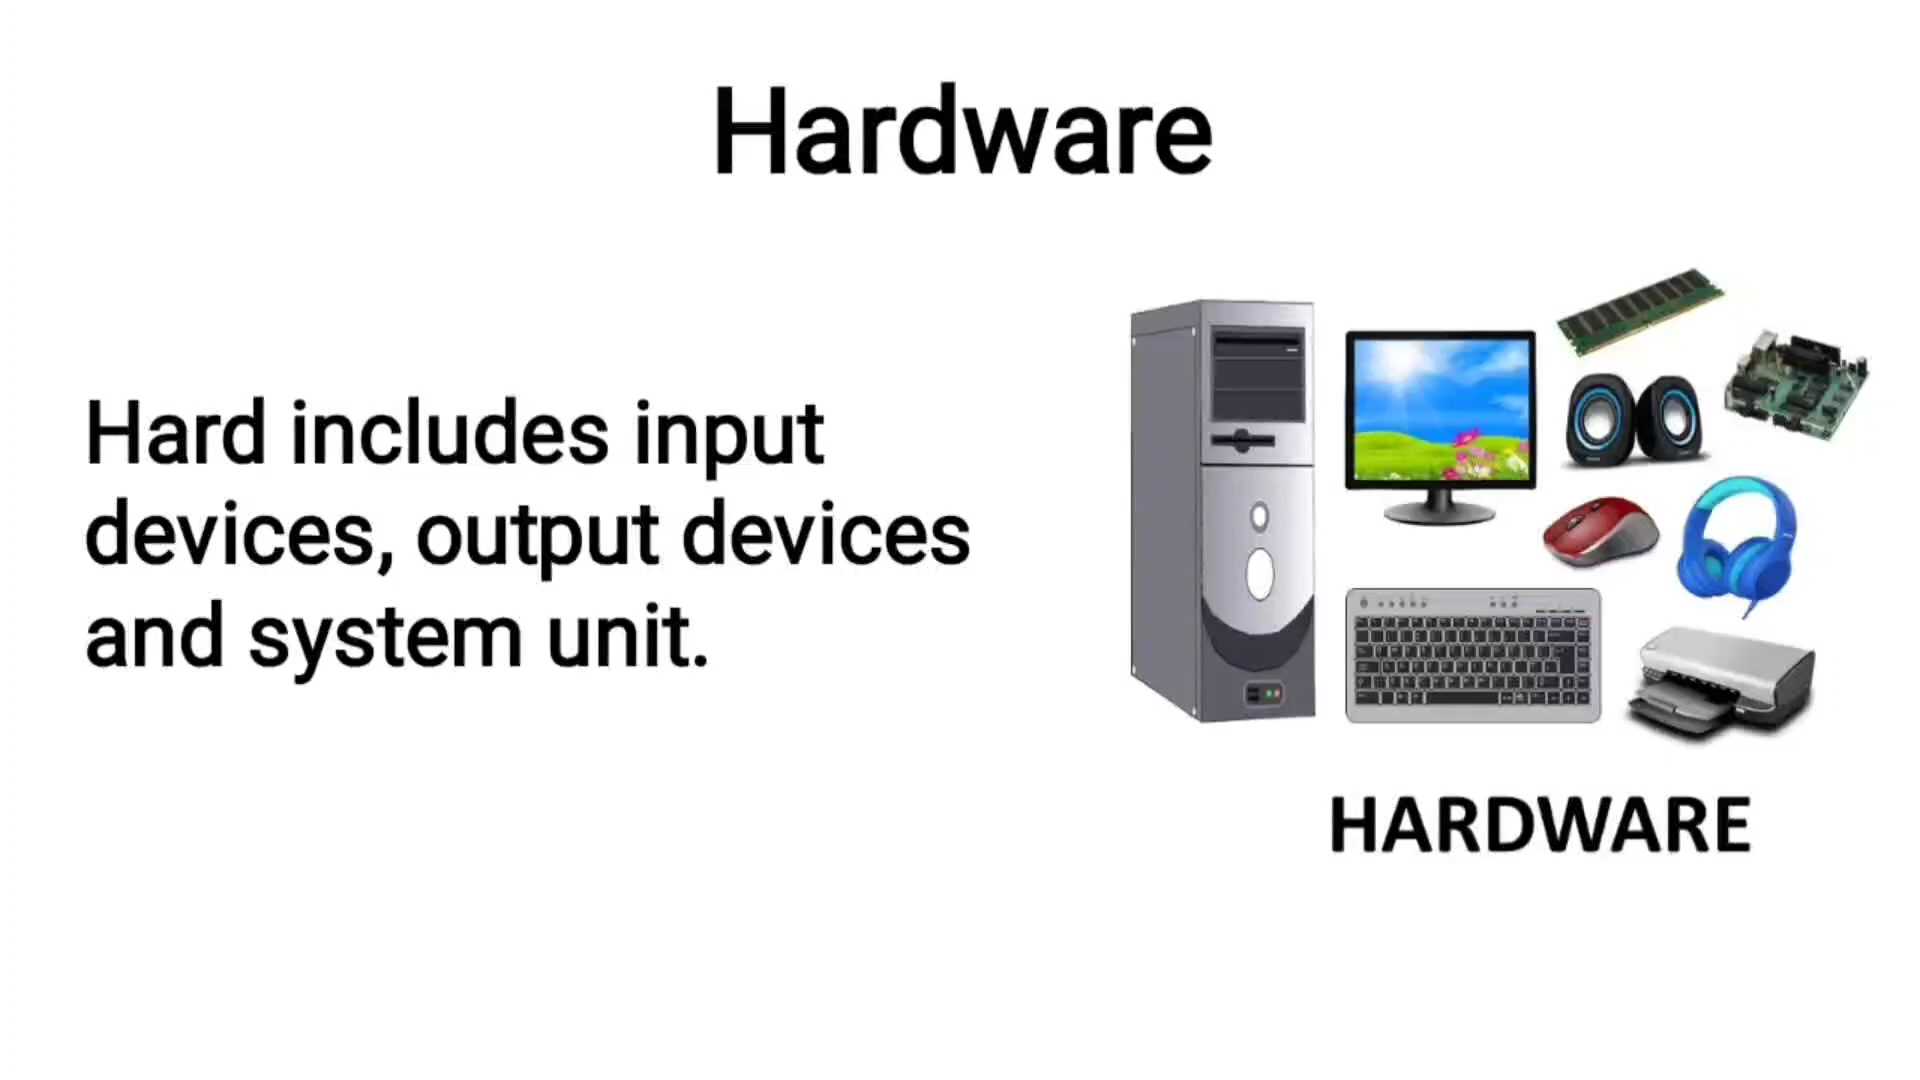 Hardware
Hard includes input
devices, output devices
and system unit.
HARDWARE